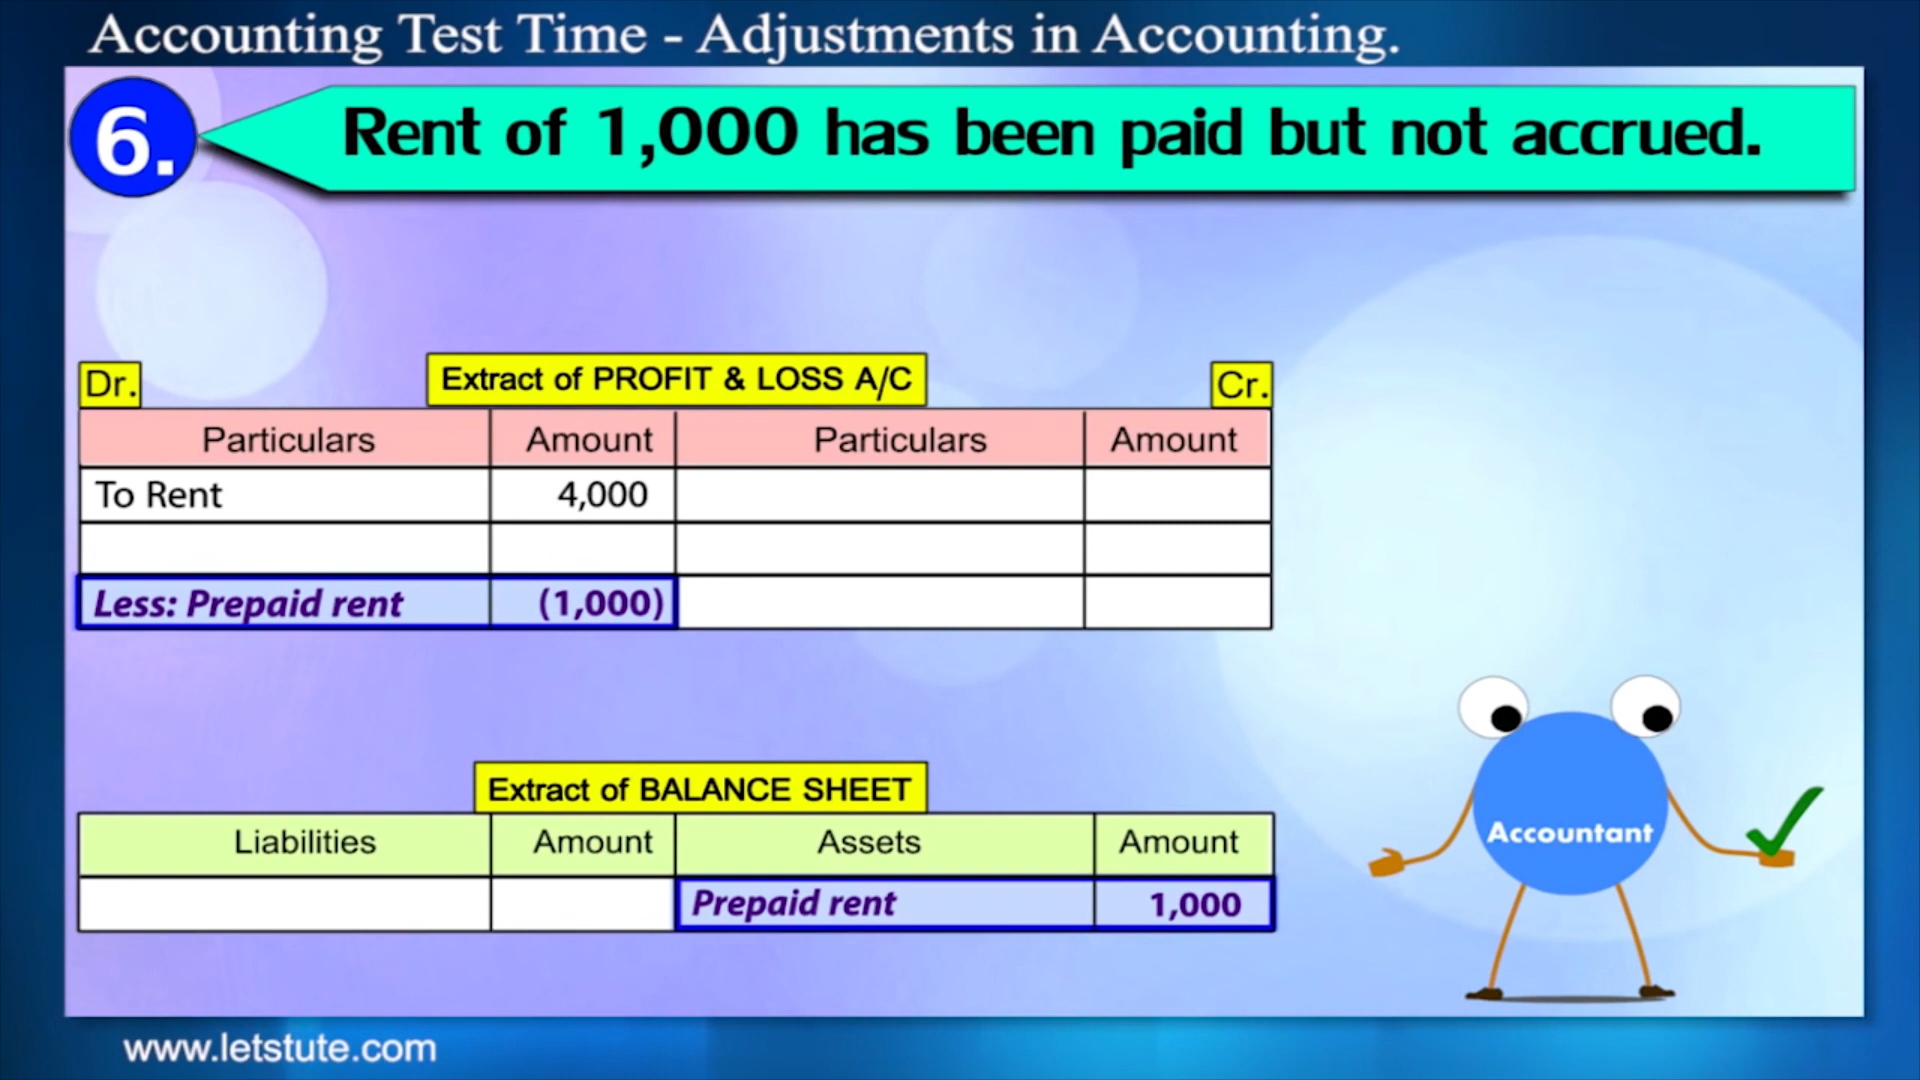 Accounting Test Time - Adjustments in Accounting.
6. Rent of 1,000 has been paid but not accrued.
Dr. Extract of PROFIT & LOSS A/C Cr.
Particulars Amount Particulars Amount
To Rent 4,000
Less: Prepaid rent (1,000)
Extract of BALANCE SHEET
Liabilities Amount Assets Amount
Prepaid rent 1,000
Accountant
www.letstute.com